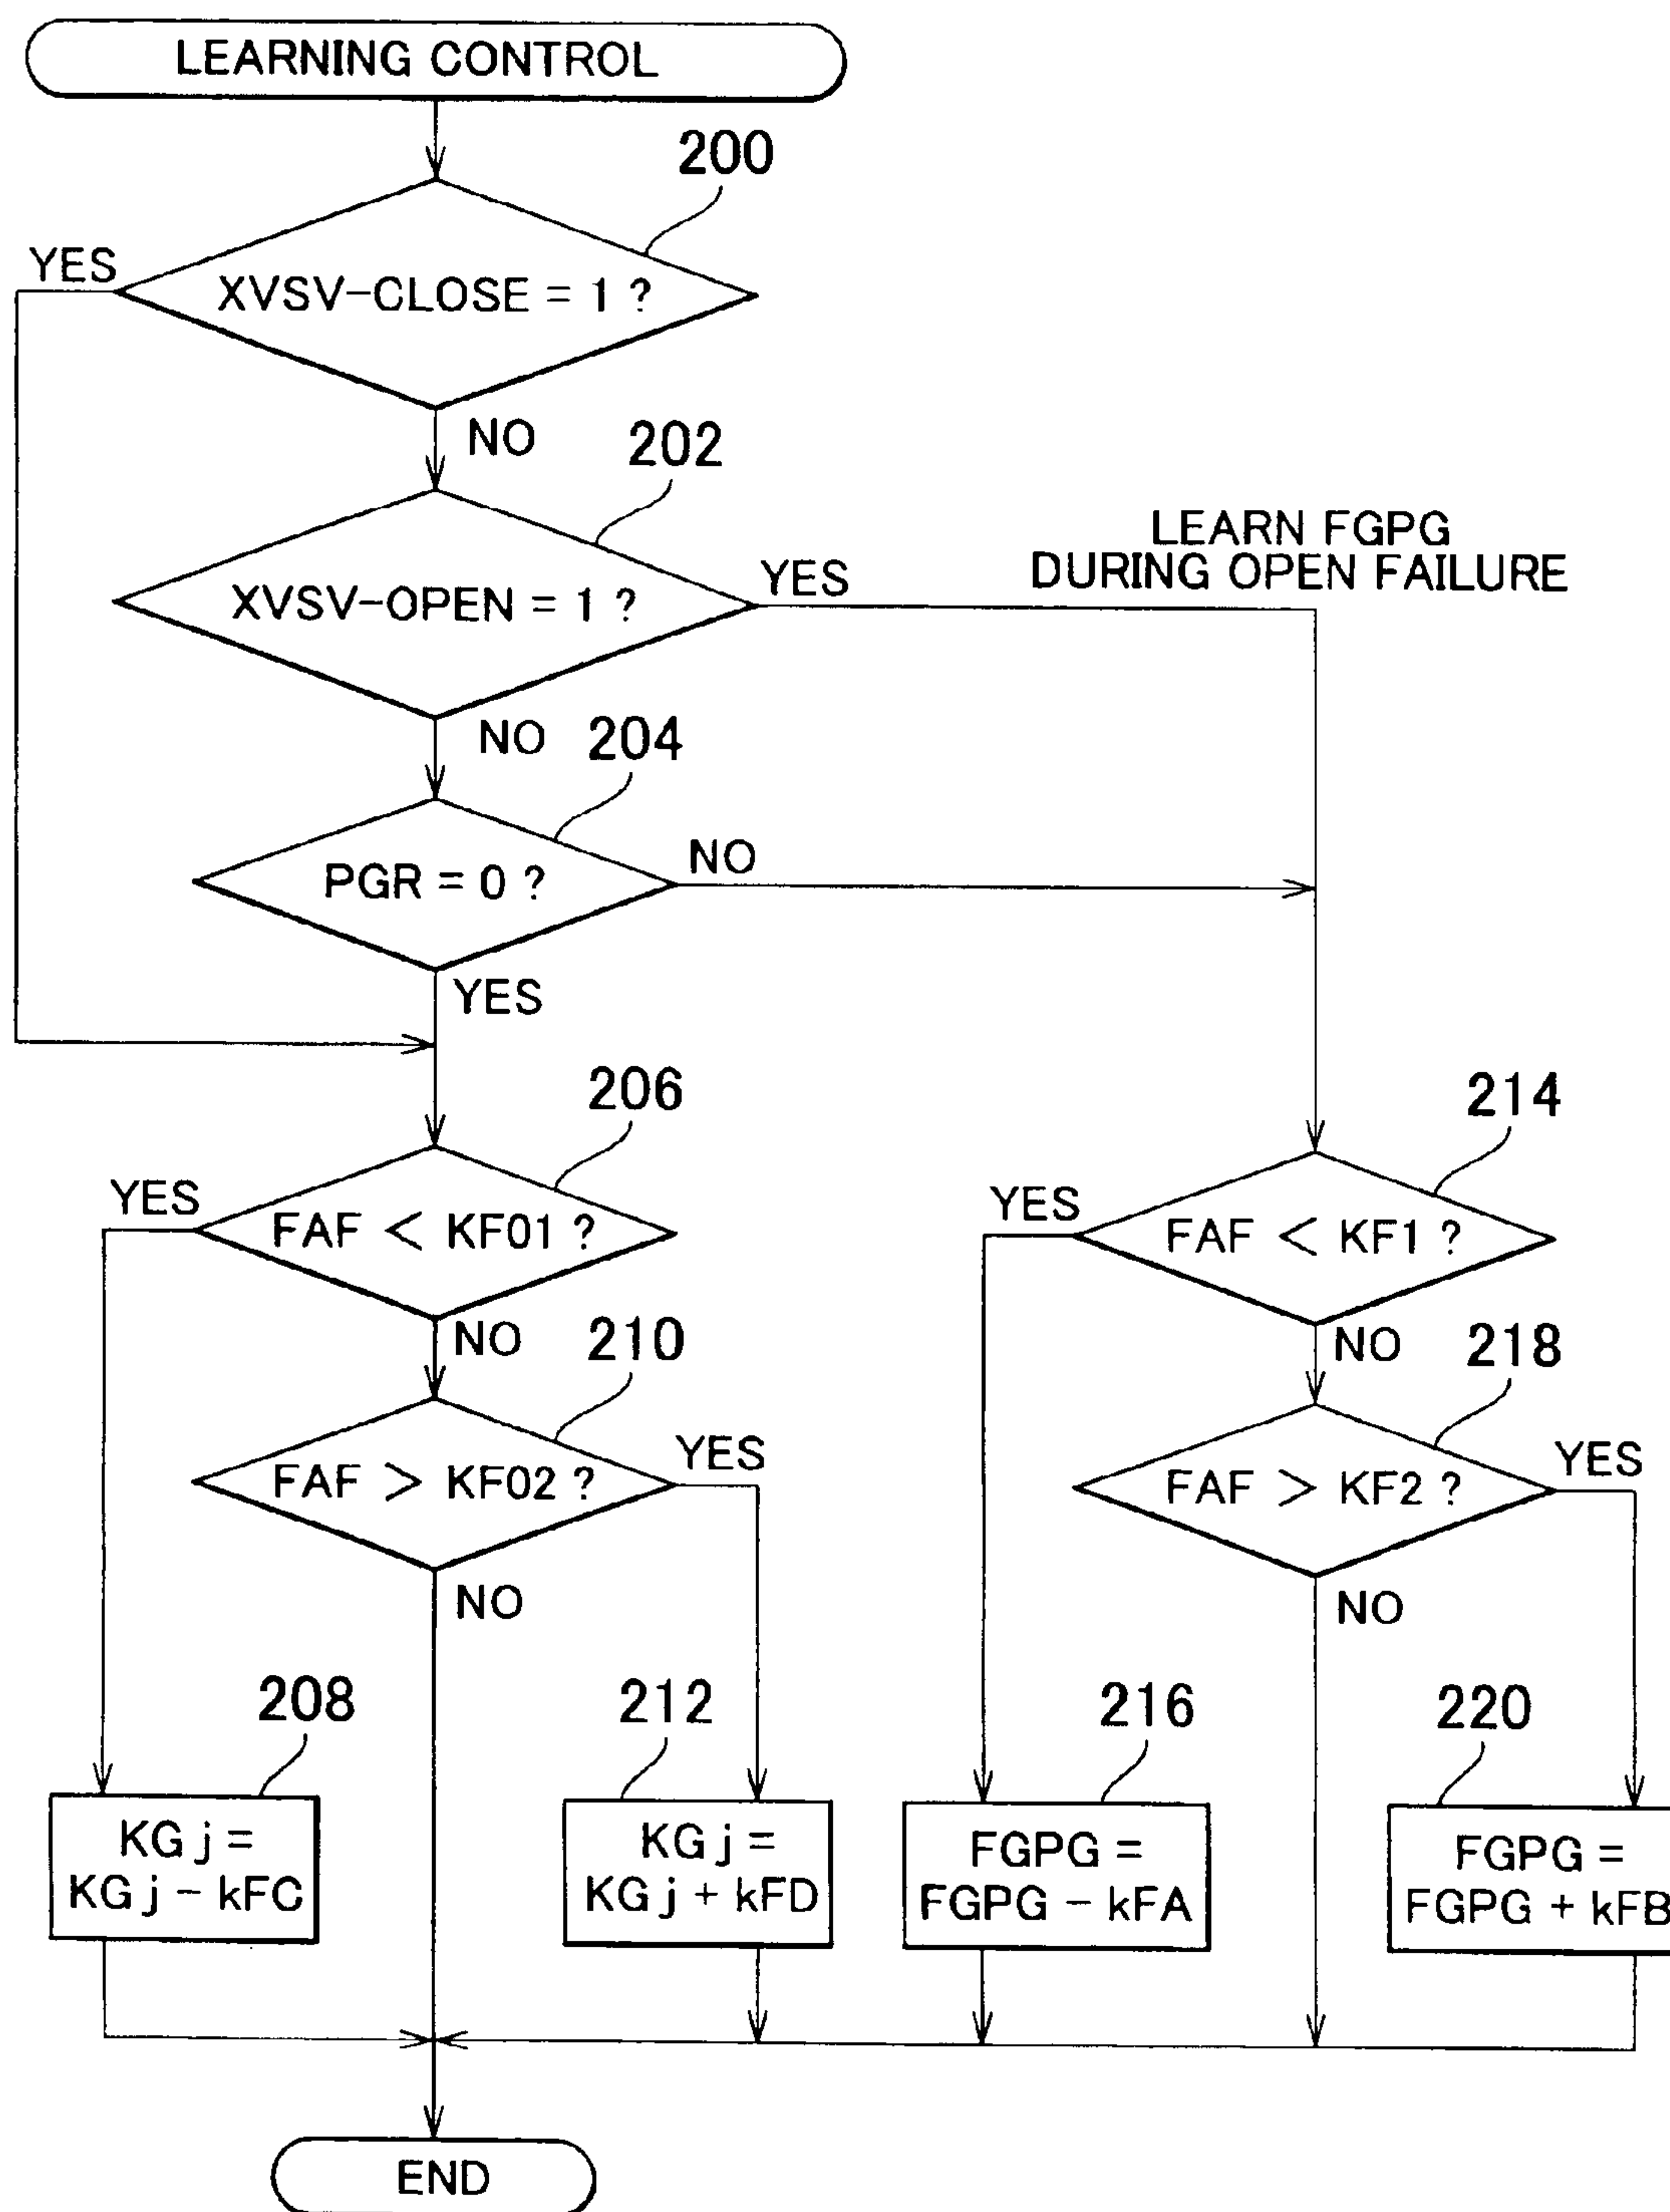 LEARNING CONTROL
200
YES
XVSV-CLOSE = 1 ?
NO
202
LEARN FGPG
DURING OPEN FAILURE
YES
XVSV-OPEN = 1 ?
NO
204
NO
PGR = 0 ?
YES
206
214
YES
FAF < KF01 ?
YES
FAF < KF1 ?
NO
210
NO
218
YES
FAF > KF02 ?
YES
FAF > KF2 ?
NO
NO
208
212
216
220
KG j =
KG j - kFC
KG j =
KG j + kFD
FGPG =
FGPG - kFA
FGPG =
FGPG + kFB
END